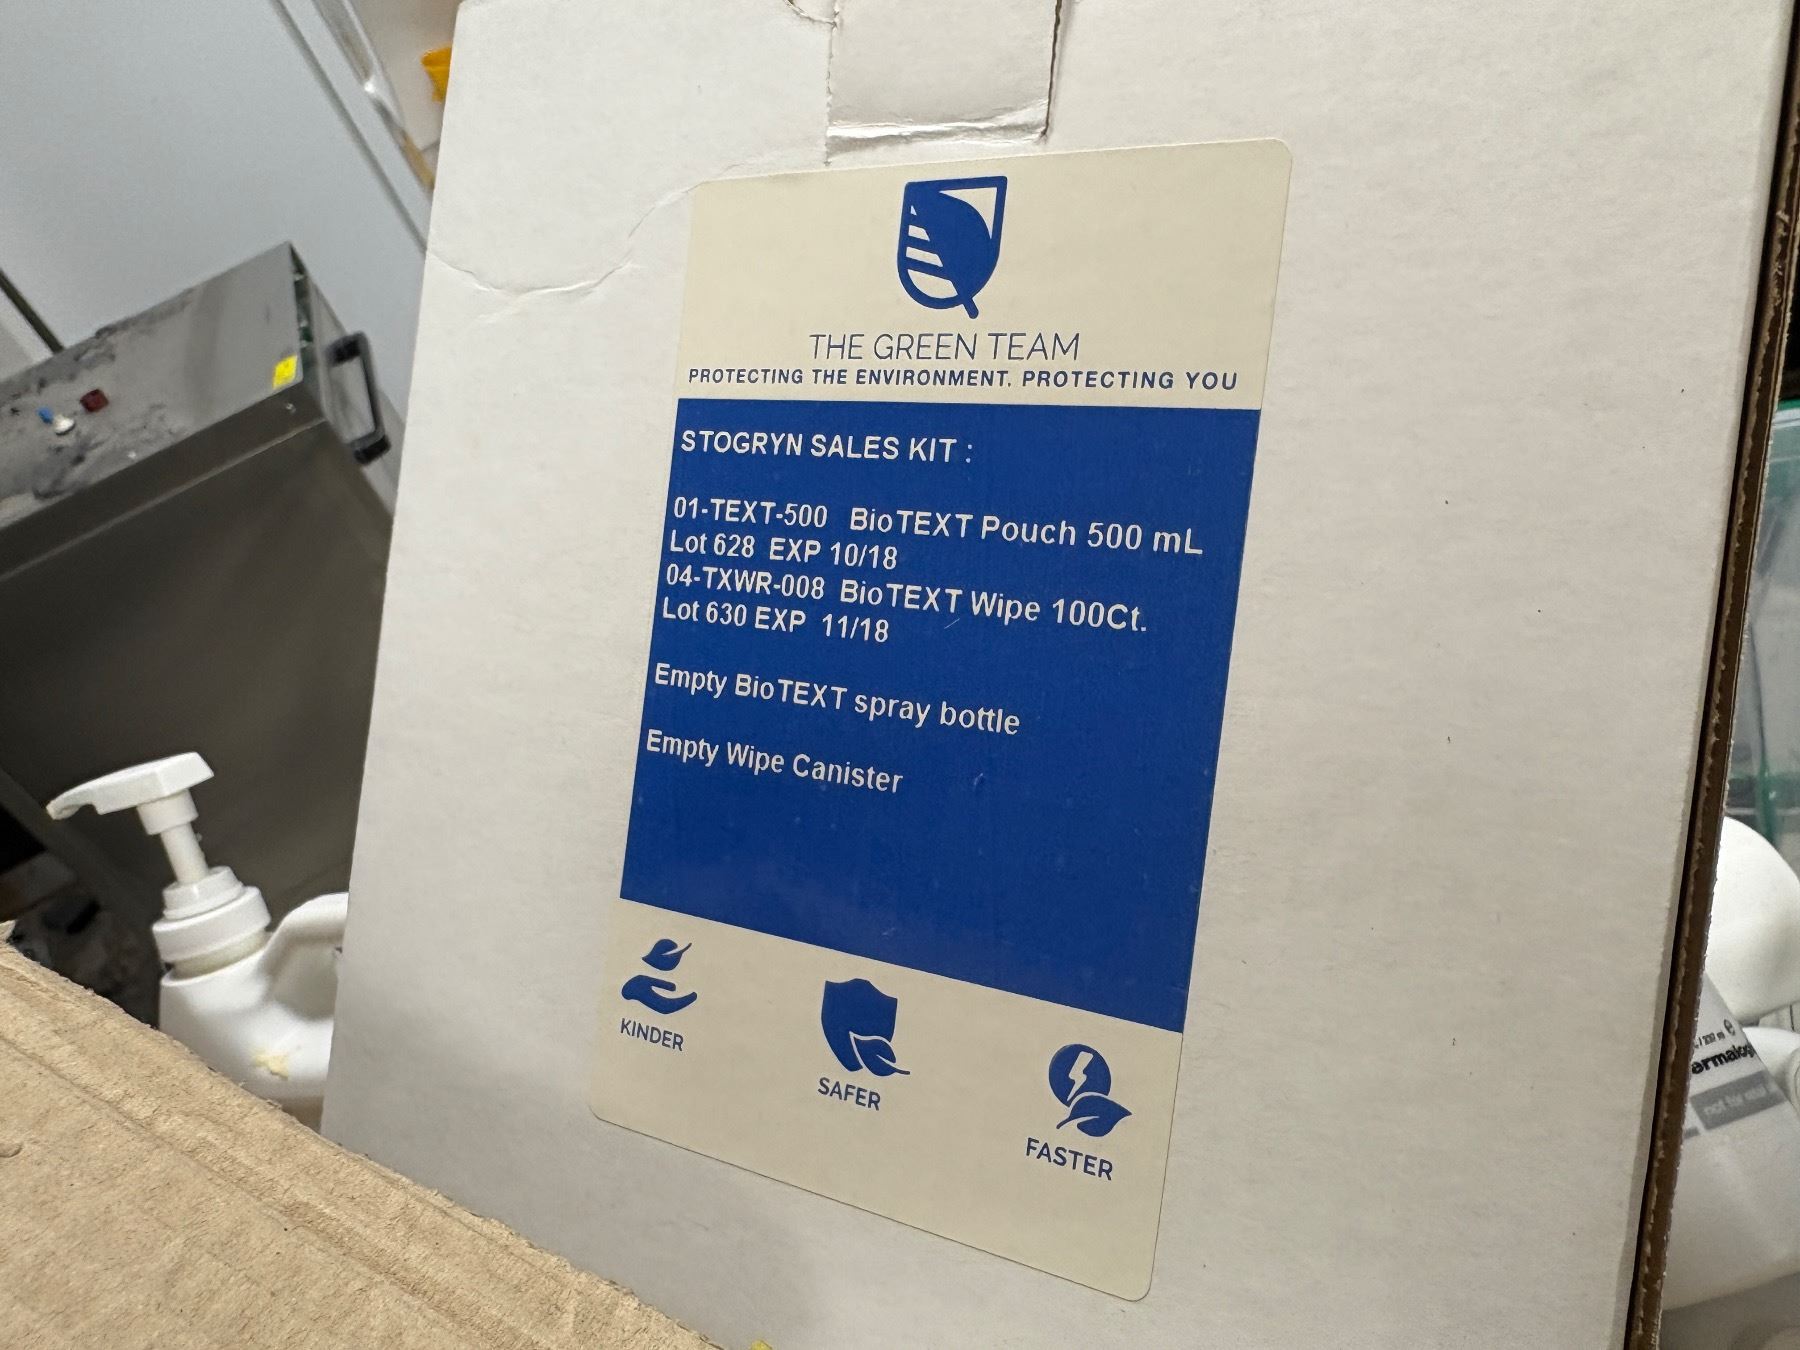 THE GREEN TEAM
PROTECTING THE ENVIRONMENT. PROTECTING YOU
STOGRYN SALES KIT :
01-TEXT-500 BioTEXT Pouch 500 mL
Lot 628 EXP 10/18
04-TXWR-008 BioTEXT Wipe 100Ct.
Lot 630 EXP 11/18
Empty BioTEXT spray bottle
Empty Wipe Canister
KINDER
SAFER
FASTER